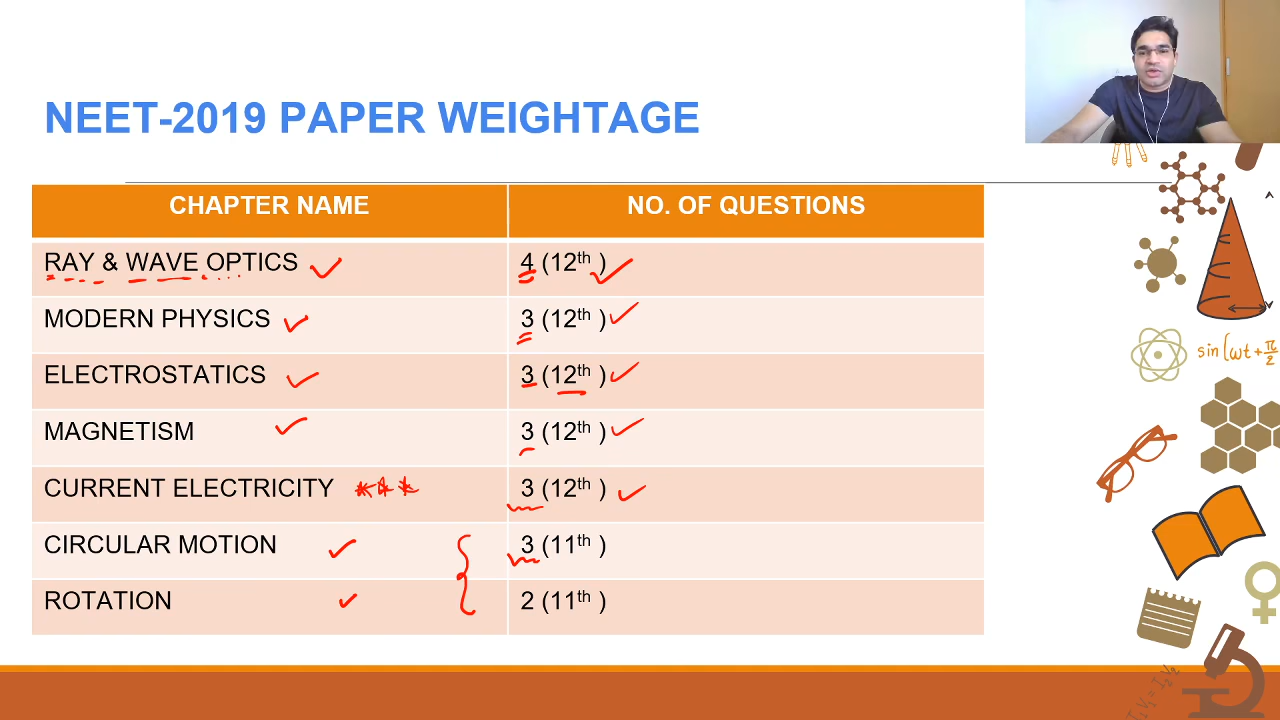 NEET-2019 PAPER WEIGHTAGE
CHAPTER NAME NO. OF QUESTIONS
RAY & WAVE OPTICS 4 (12th )
MODERN PHYSICS 3 (12th )
ELECTROSTATICS 3 (12th )
MAGNETISM 3 (12th )
CURRENT ELECTRICITY *** 3 (12th )
CIRCULAR MOTION 3 (11th )
ROTATION 2 (11th )
sin(ωt+π/2
I₁V₁=I₂V₂